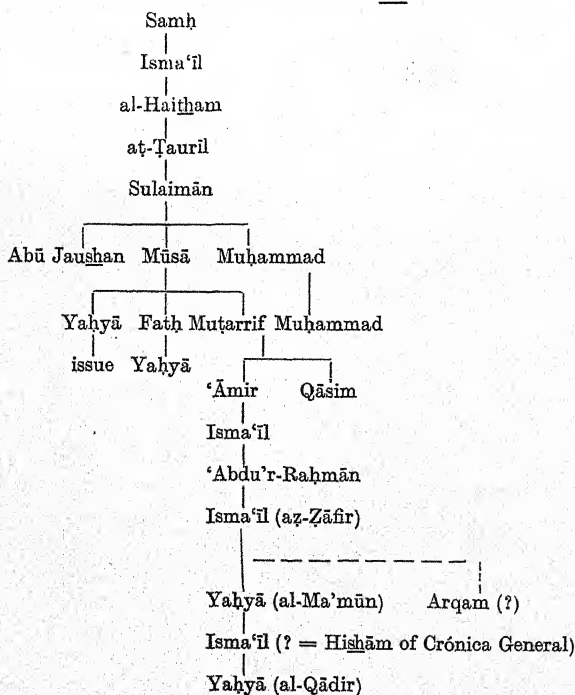 Samḥ
Isma‘īl
al-Haitham
aṭ-Ṭauril
Sulaimān
Abū Jaushan Mūsā Muḥammad
Yaḥyā Fatḥ Muṭarrif Muḥammad
issue Yaḥyā
‘Āmir Qāsim
Isma‘īl
‘Abdu'r-Raḥmān
Isma‘īl (aẓ-Ẓāfir)
Yaḥyā (al-Ma'mūn) Arqam (?)
Isma‘īl (? = Hishām of Crónica General)
Yaḥyā (al-Qādir)